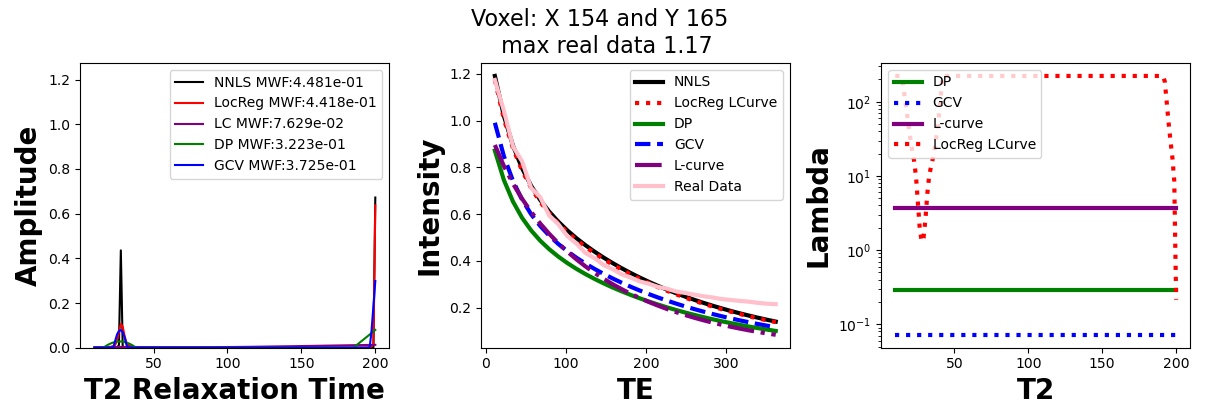 Voxel: X 154 and Y 165
max real data 1.17
Amplitude
1.2
1.0
0.8
0.6
0.4
0.2
0.0
NNLS MWF:4.481e-01
LocReg MWF:4.418e-01
LC MWF:7.629e-02
DP MWF:3.223e-01
GCV MWF:3.725e-01
50
100
150
200
T2 Relaxation Time
Intensity
1.2
1.0
0.8
0.6
0.4
0.2
NNLS
LocReg LCurve
DP
GCV
L-curve
Real Data
0
100
200
300
TE
Lambda
10²
10¹
10⁰
10⁻¹
DP
GCV
L-curve
LocReg LCurve
50
100
150
200
T2